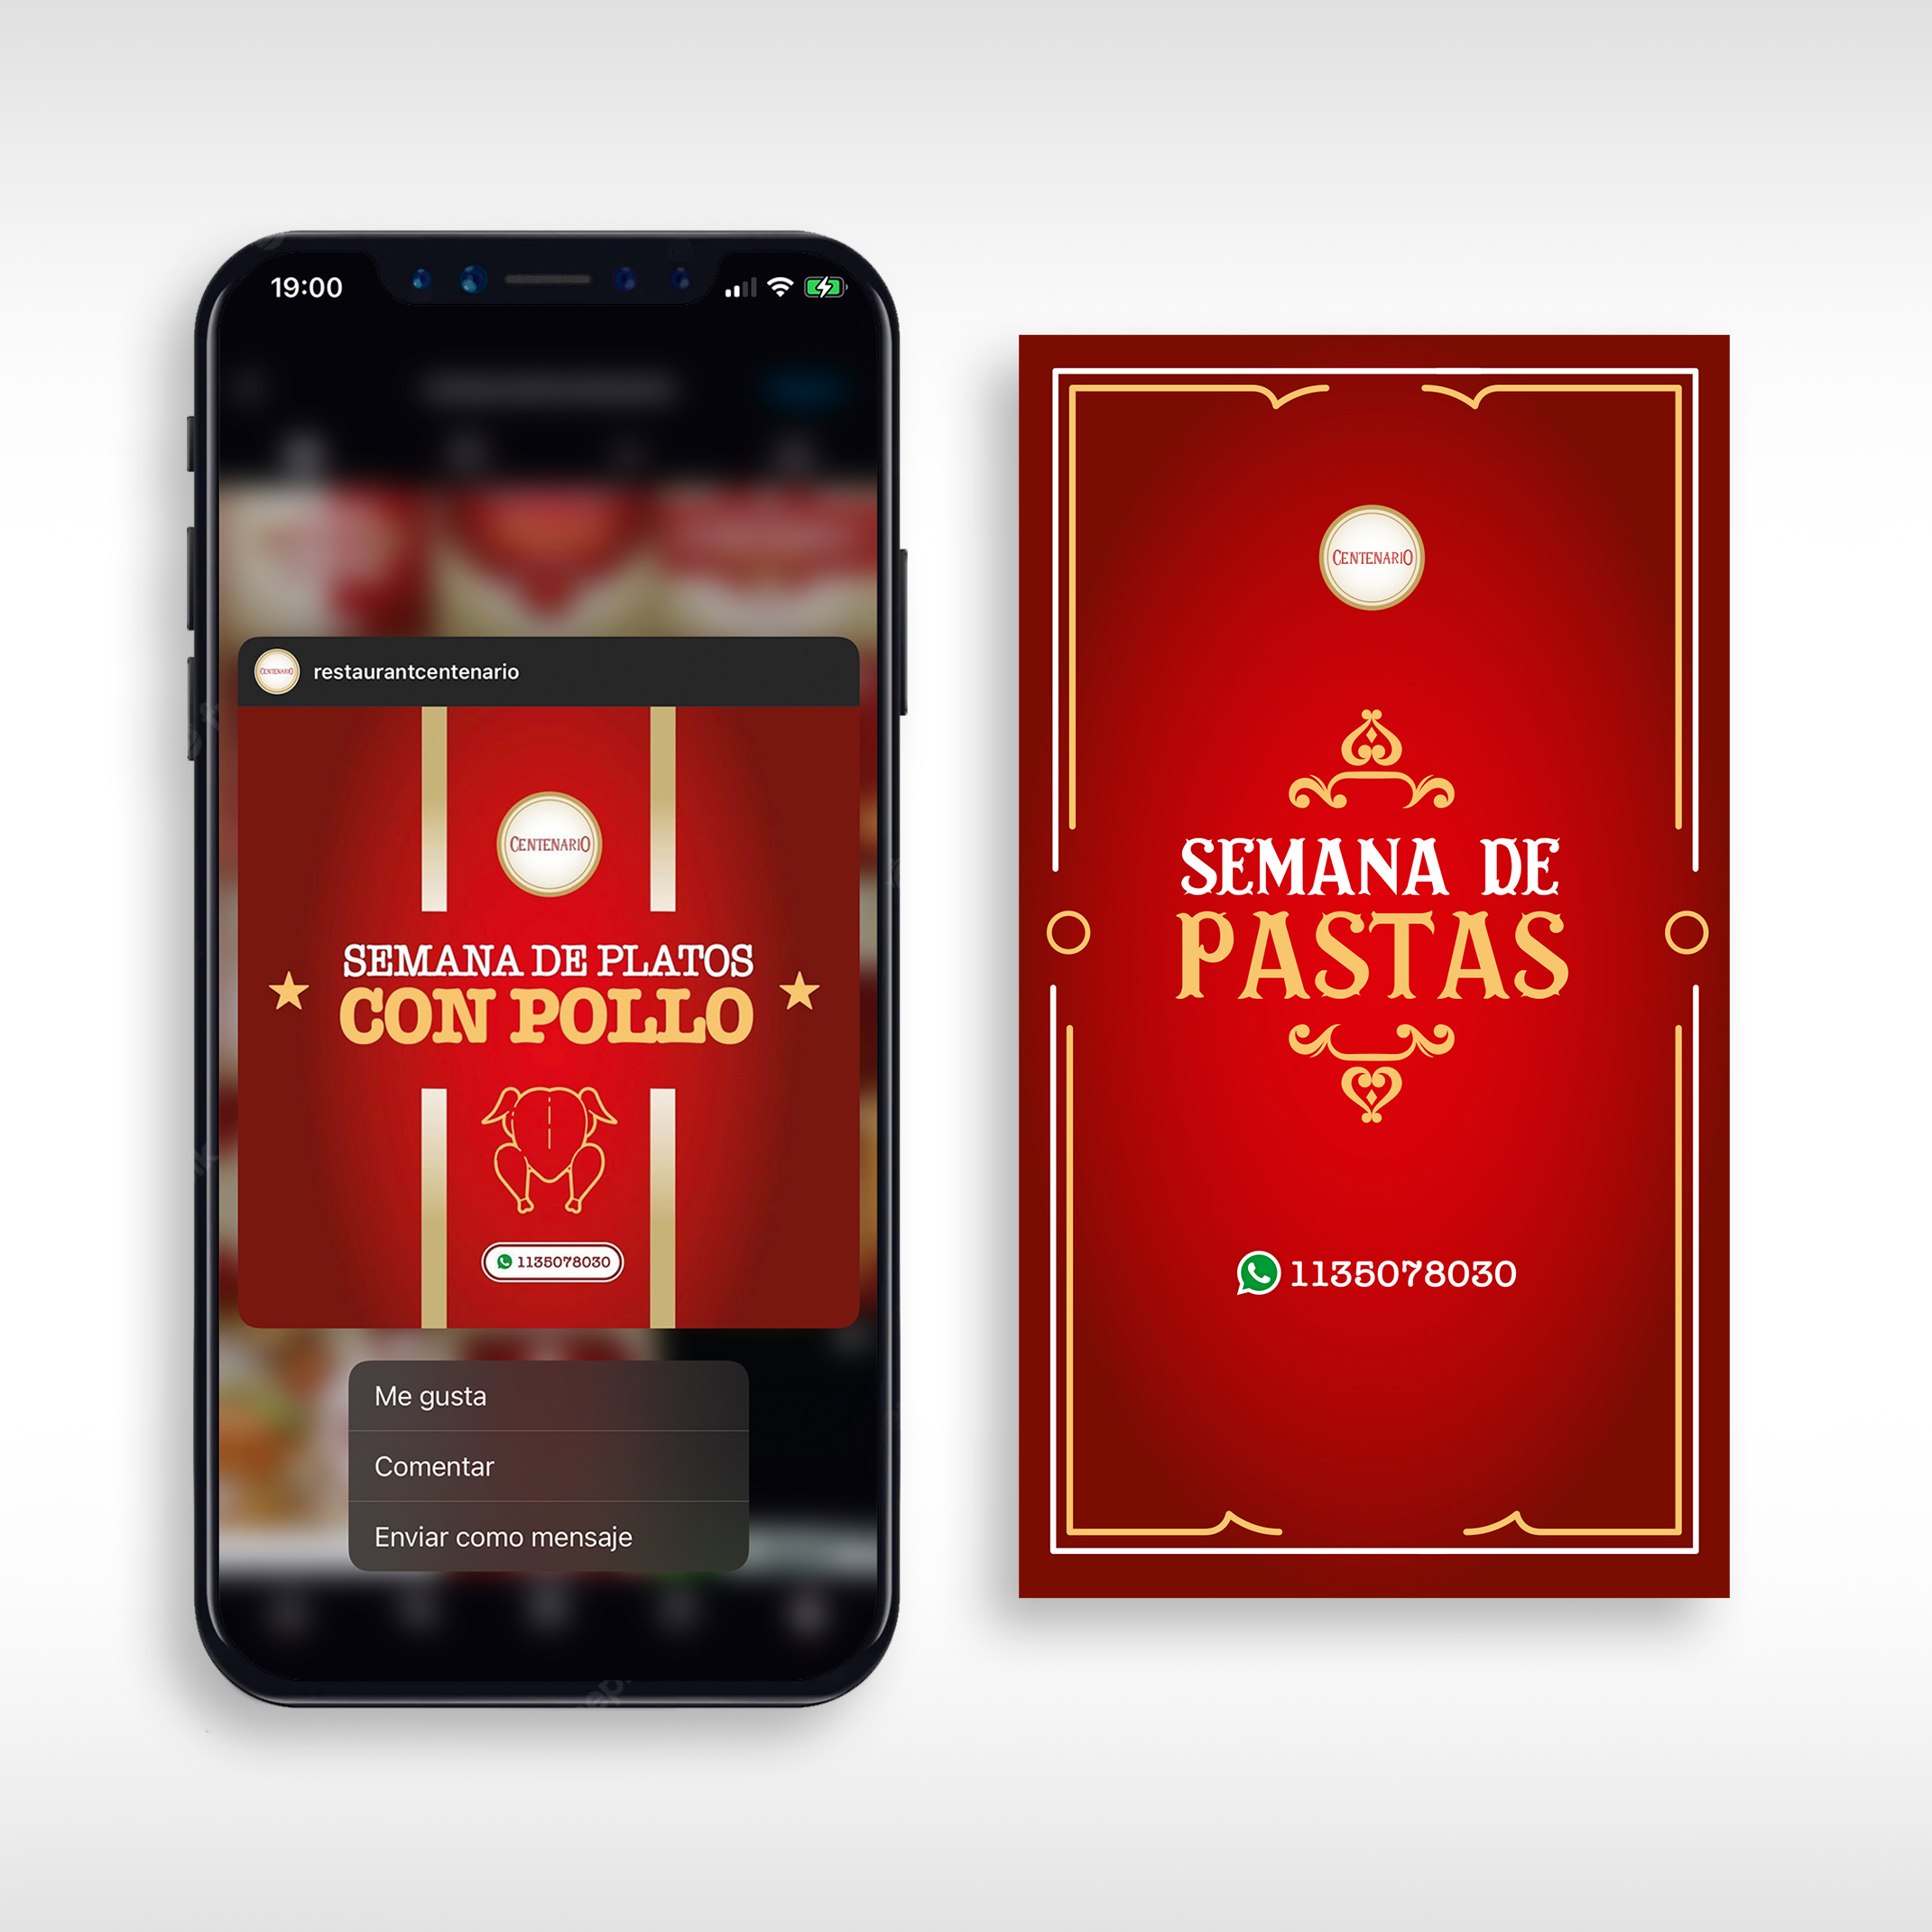 19:00
CENTENARIO
restaurantcentenario
CENTENARIO
SEMANA DE PLATOS
CON POLLO
1135078030
Me gusta
Comentar
Enviar como mensaje
CENTENARIO
SEMANA DE
PASTAS
1135078030